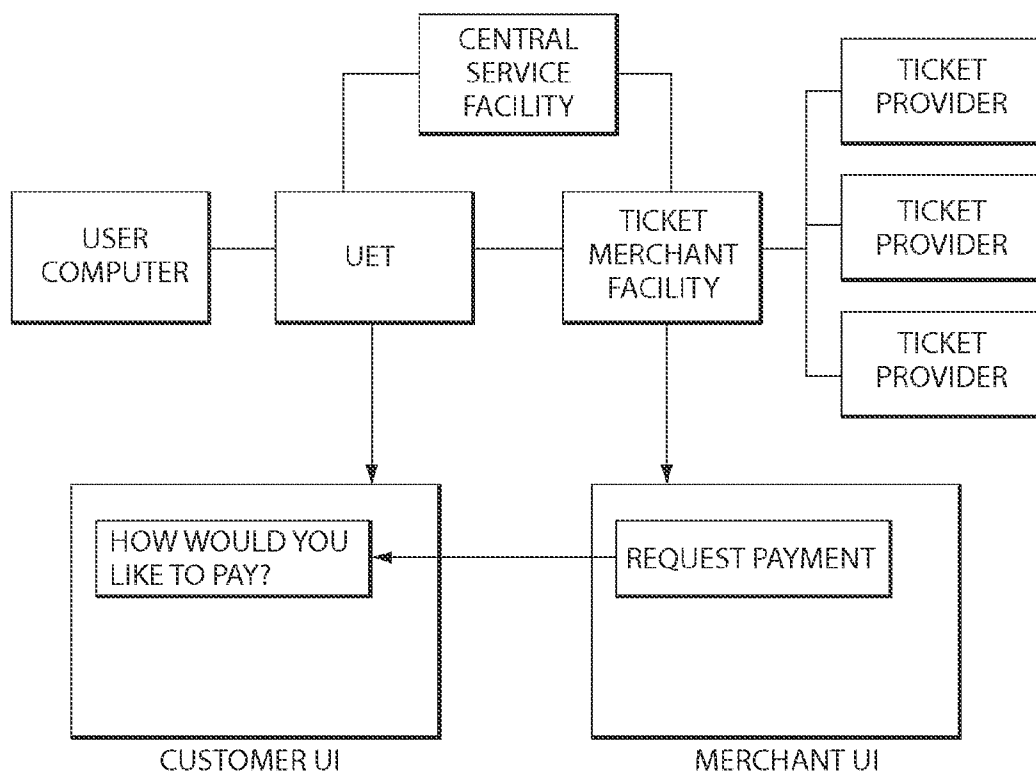 CENTRAL
SERVICE
FACILITY
TICKET
PROVIDER
USER
COMPUTER
UET
TICKET
MERCHANT
FACILITY
TICKET
PROVIDER
TICKET
PROVIDER
HOW WOULD YOU
LIKE TO PAY?
REQUEST PAYMENT
CUSTOMER UI
MERCHANT UI